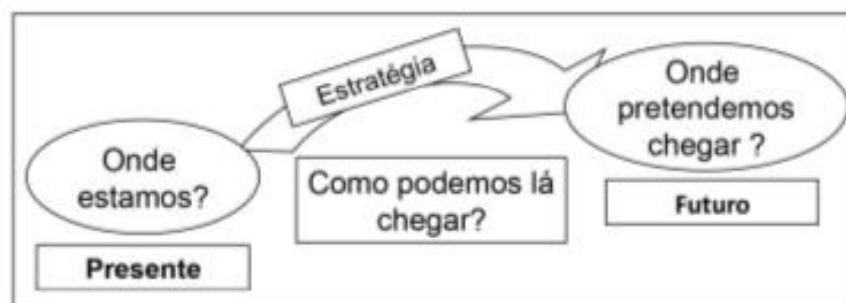 Onde
estamos?
Presente
Estratégia
Como podemos lá
chegar?
Onde
pretendemos
chegar ?
Futuro